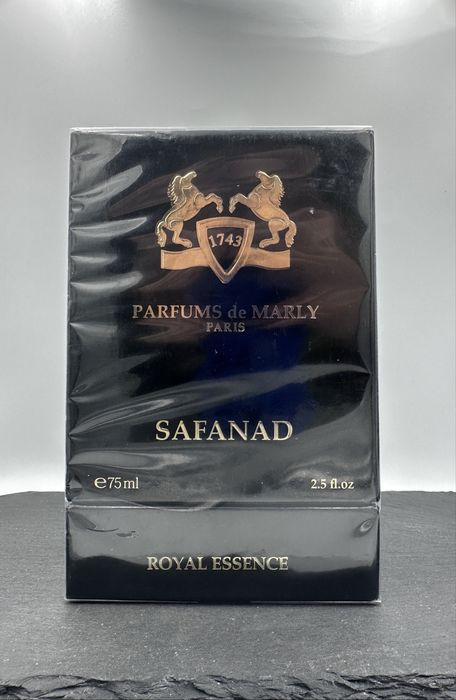 1743
PARFUMS de MARLY
PARIS
SAFANAD
℮75ml 2.5 fl.oz
ROYAL ESSENCE